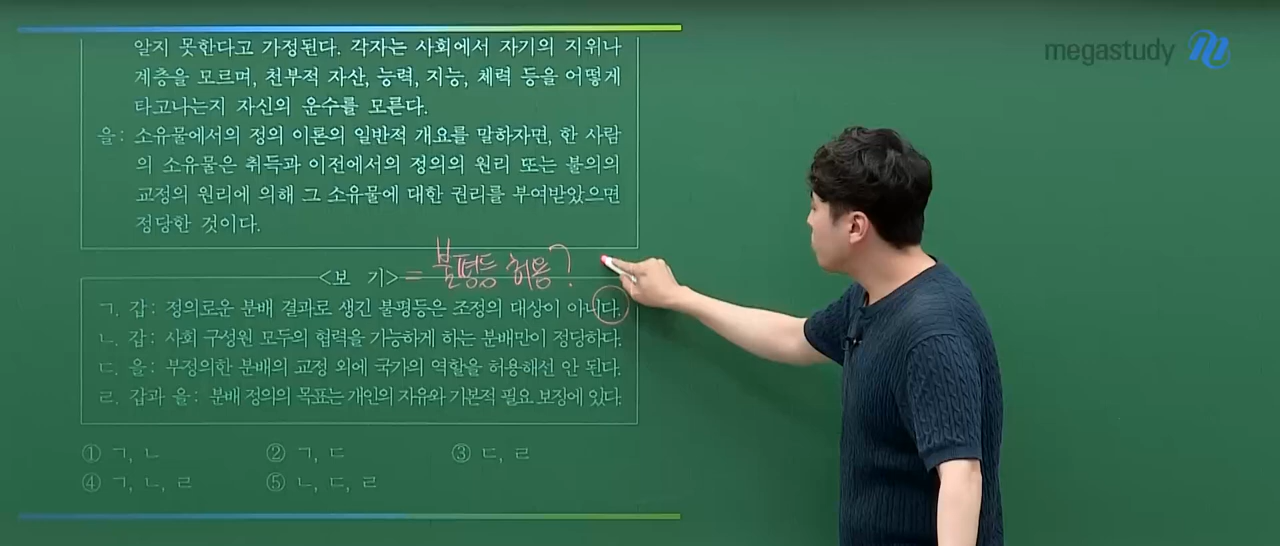 megastudy
알지 못한다고 가정된다. 각자는 사회에서 자기의 지위나
계층을 모르며, 천부적 자산, 능력, 지능, 체력 등을 어떻게
타고나는지 자신의 운수를 모른다.
을: 소유물에서의 정의 이론의 일반적 개요를 말하자면, 한 사람
의 소유물은 취득과 이전에서의 정의의 원리 또는 불의의
교정의 원리에 의해 그 소유물에 대한 권리를 부여받았으면
정당한 것이다.
<보 기> = 불평등 허용?
ㄱ. 갑: 정의로운 분배 결과로 생긴 불평등은 조정의 대상이 아니다.
ㄴ. 갑: 사회 구성원 모두의 협력을 가능하게 하는 분배만이 정당하다.
ㄷ. 을: 부정의한 분배의 교정 외에 국가의 역할을 허용해선 안 된다.
ㄹ. 갑과 을: 분배 정의의 목표는 개인의 자유와 기본적 필요 보장에 있다.
① ㄱ, ㄴ ② ㄱ, ㄷ ③ ㄷ, ㄹ
④ ㄱ, ㄴ, ㄹ ⑤ ㄴ, ㄷ, ㄹ